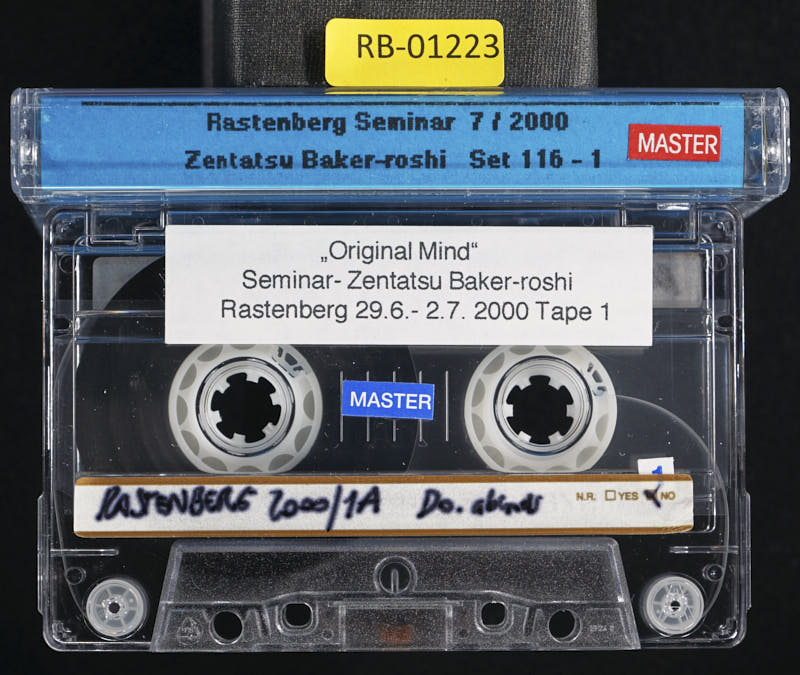 RB-01223
Rastenberg Seminar 7 / 2000
Zentatsu Baker-roshi Set 116 - 1
MASTER
„Original Mind“
Seminar- Zentatsu Baker-roshi
Rastenberg 29.6.- 2.7. 2000 Tape 1
MASTER
1
RASTENBERG 2000/1A Do. abends
N.R. YES NO